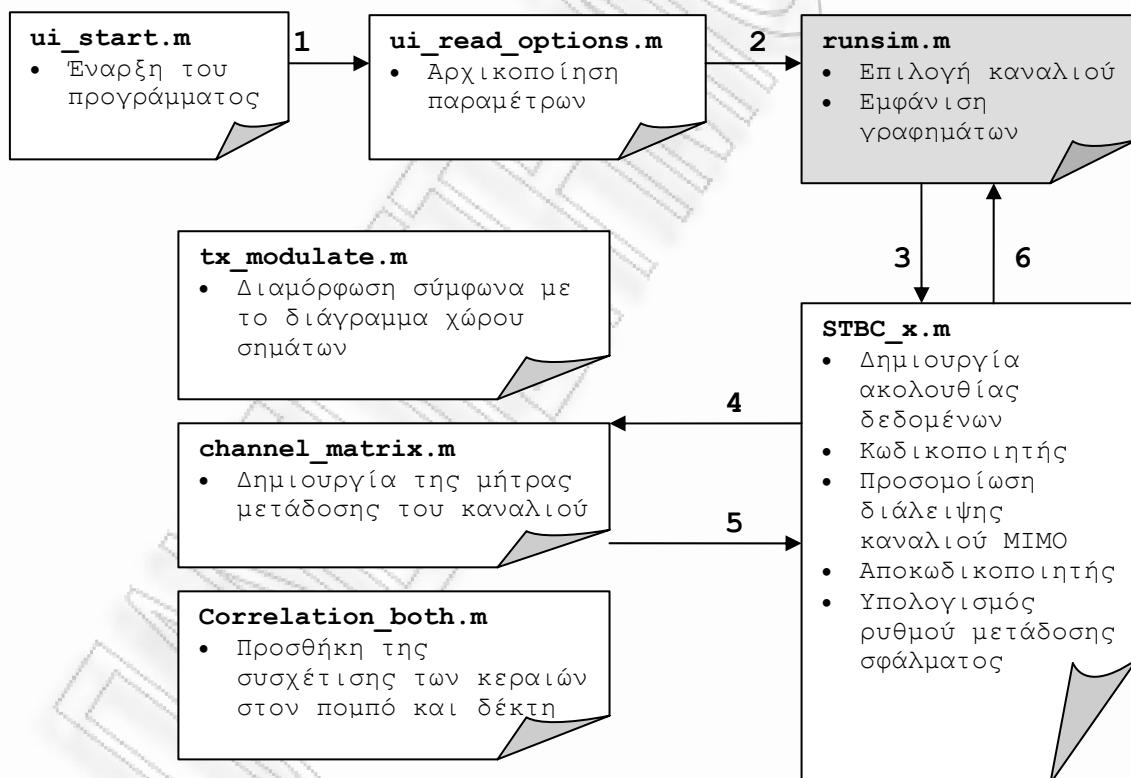 ui_start.m
• Έναρξη του
προγράμματος
1
ui_read_options.m
• Αρχικοποίηση
παραμέτρων
2
runsim.m
• Επιλογή καναλιού
• Εμφάνιση
γραφημάτων
3
6
tx_modulate.m
• Διαμόρφωση σύμφωνα με
το διάγραμμα χώρου
σημάτων
4
channel_matrix.m
• Δημιουργία της μήτρας
μετάδοσης του καναλιού
5
Correlation_both.m
• Προσθήκη της
συσχέτισης των κεραιών
στον πομπό και δέκτη
STBC_x.m
• Δημιουργία
ακολουθίας
δεδομένων
• Κωδικοποιητής
• Προσομοίωση
διάλειψης
καναλιού MIMO
• Αποκωδικοποιητής
• Υπολογισμός
ρυθμού μετάδοσης
σφάλματος